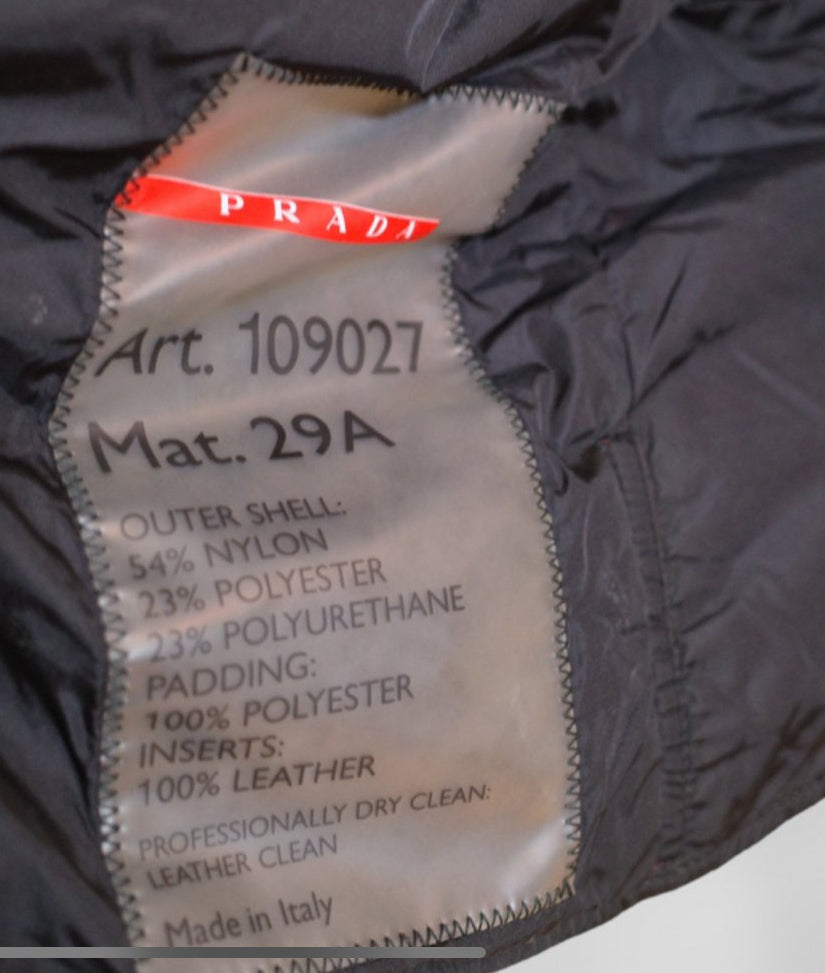 PRADA
Art. 109027
Mat. 29A
OUTER SHELL:
54% NYLON
23% POLYESTER
23% POLYURETHANE
PADDING:
100% POLYESTER
INSERTS:
100% LEATHER
PROFESSIONALLY DRY CLEAN:
LEATHER CLEAN
Made in Italy